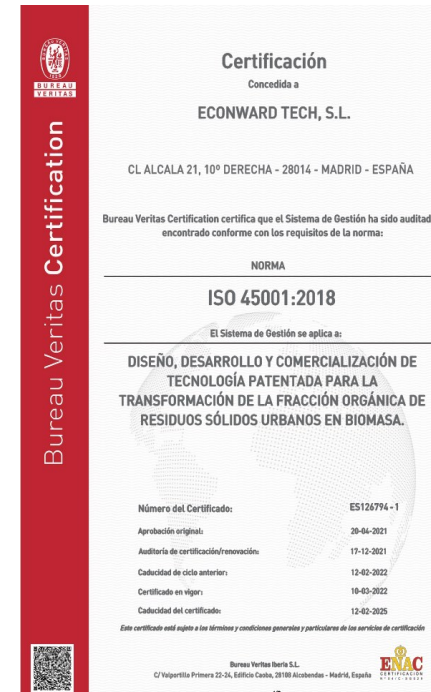 BUREAU
VERITAS
Bureau Veritas Certification
Certificación
Concedida a
ECONWARD TECH, S.L.
CL ALCALA 21, 10º DERECHA - 28014 - MADRID - ESPAÑA
Bureau Veritas Certification certifica que el Sistema de Gestión ha sido auditad
encontrado conforme con los requisitos de la norma:
NORMA
ISO 45001:2018
El Sistema de Gestión se aplica a:
DISEÑO, DESARROLLO Y COMERCIALIZACIÓN DE
TECNOLOGÍA PATENTADA PARA LA
TRANSFORMACIÓN DE LA FRACCIÓN ORGÁNICA DE
RESIDUOS SÓLIDOS URBANOS EN BIOMASA.
Número del Certificado: ES126794 - 1
Aprobación original: 20-04-2021
Auditoría de certificación/renovación: 17-12-2021
Caducidad de ciclo anterior: 12-02-2022
Certificado en vigor: 10-03-2022
Caducidad del certificado: 12-02-2025
Este certificado está sujeto a los términos y condiciones generales y particulares de los servicios de certificación
Bureau Veritas Iberia S.L.
C/ Valportillo Primera 22-24, Edificio Caoba, 28108 Alcobendas - Madrid, España
ENAC
CERTIFICACIÓN